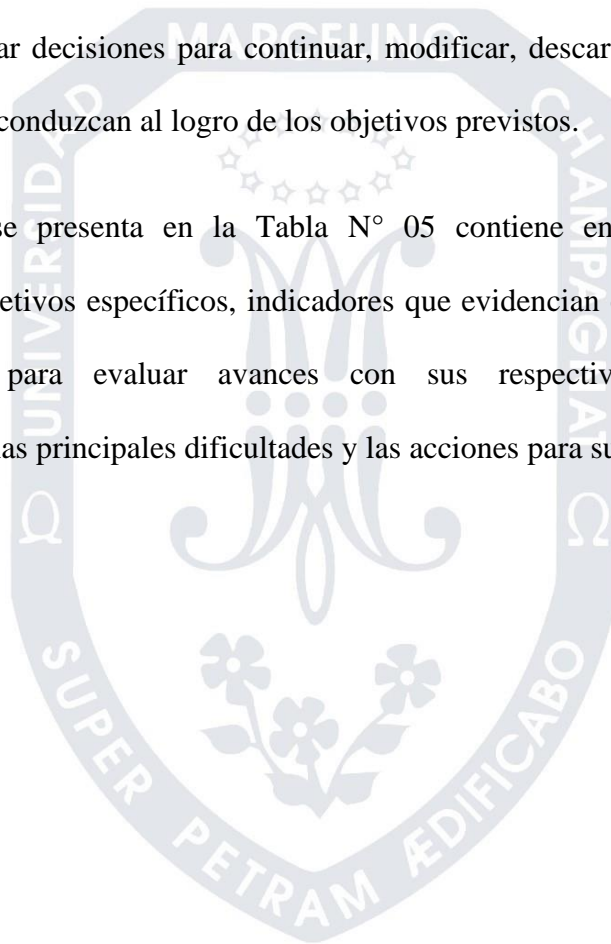 ar decisiones para continuar, modificar, descar
conduzcan al logro de los objetivos previstos.
se presenta en la Tabla N° 05 contiene en
etivos específicos, indicadores que evidencian
para evaluar avances con sus respectiv
as principales dificultades y las acciones para su
UNIVERSIDAD
MARCELINO
CHAMPAGNAT
Ω
Ω
SUPER PETRAM ÆDIFICABO